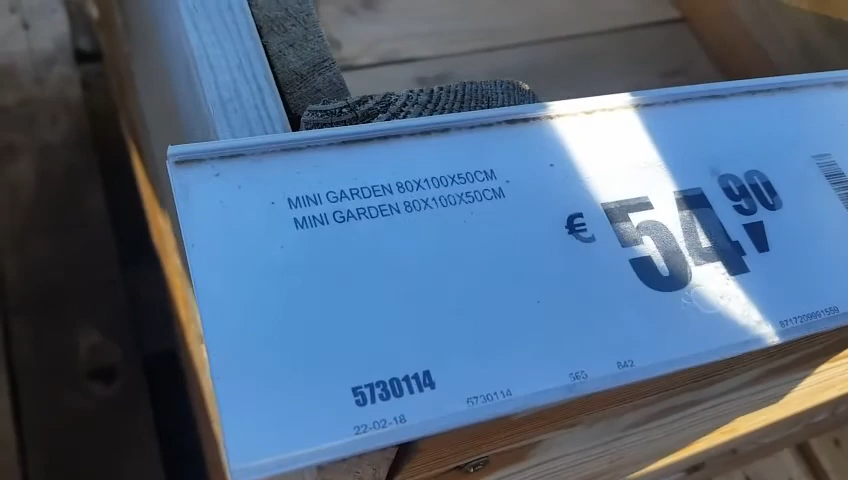 MINI GARDEN 80X100X50CM
MINI GARDEN 80X100X50CM
€ 54,90
8717209991559
5730114
5730114 565 642
22-02-18